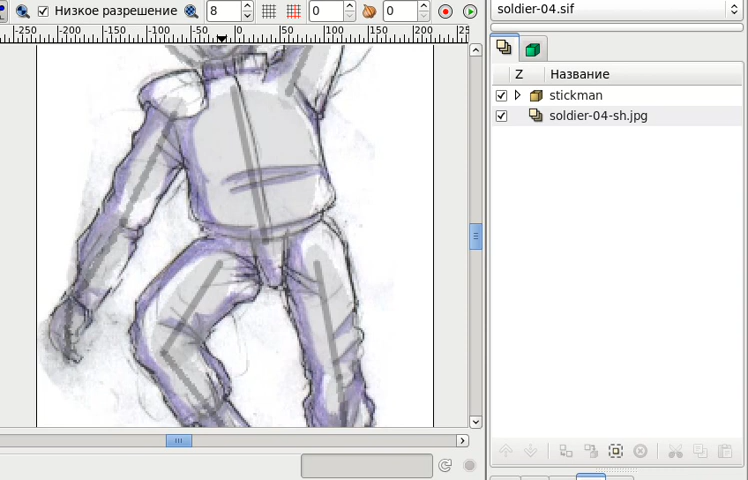 Низкое разрешение 8 0 0
soldier-04.sif
-250 -200 -150 -100 -50 0 50 100 150 200 25
Z Название
stickman
soldier-04-sh.jpg